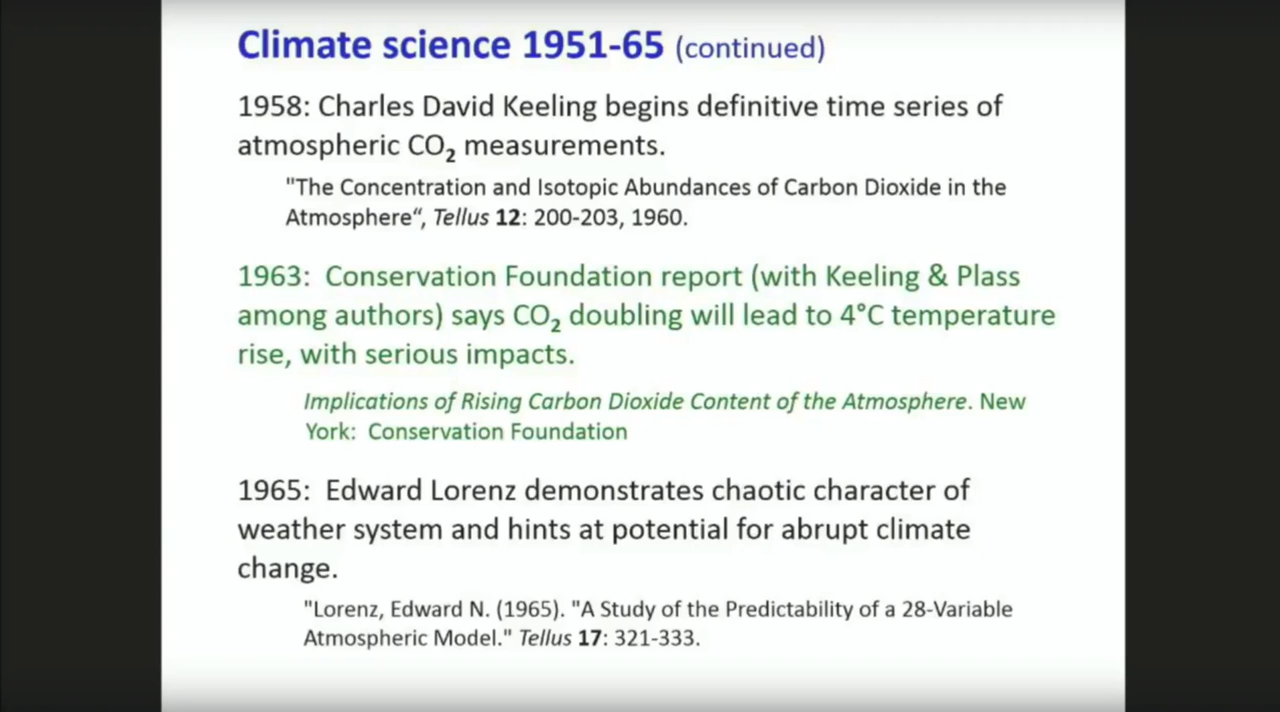 Climate science 1951-65 (continued)
1958: Charles David Keeling begins definitive time series of
atmospheric CO₂ measurements.
"The Concentration and Isotopic Abundances of Carbon Dioxide in the
Atmosphere“, Tellus 12: 200-203, 1960.
1963: Conservation Foundation report (with Keeling & Plass
among authors) says CO₂ doubling will lead to 4°C temperature
rise, with serious impacts.
Implications of Rising Carbon Dioxide Content of the Atmosphere. New
York: Conservation Foundation
1965: Edward Lorenz demonstrates chaotic character of
weather system and hints at potential for abrupt climate
change.
"Lorenz, Edward N. (1965). "A Study of the Predictability of a 28-Variable
Atmospheric Model." Tellus 17: 321-333.